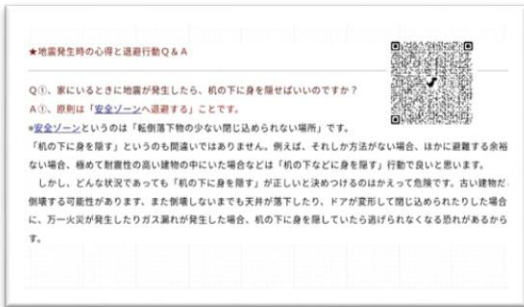 ★地震発生時の心得と退避行動Q&A
Q①、家にいるときに地震が発生したら、机の下に身を隠せばいいのですか?
A①、原則は「安全ゾーンへ退避する」ことです。
※安全ゾーンというのは「転倒落下物の少ない閉じ込められない場所」です。
「机の下に身を隠す」というのも間違いではありません。例えば、それしか方法がない場合、ほかに避難する余裕
ない場合、極めて耐震性の高い建物の中にいた場合などは「机の下などに身を隠す」行動で良いと思います。
しかし、どんな状況であっても「机の下に身を隠す」が正しいと決めつけるのはかえって危険です。古い建物だ
倒壊する可能性があります、また倒壊しないまでも天井が落下したり、ドアが変形して閉じ込められたりした場合
に、万一火災が発生したりガス漏れが発生した場合、机の下に身を隠していたら逃げられなくなる恐れがあるから
す。